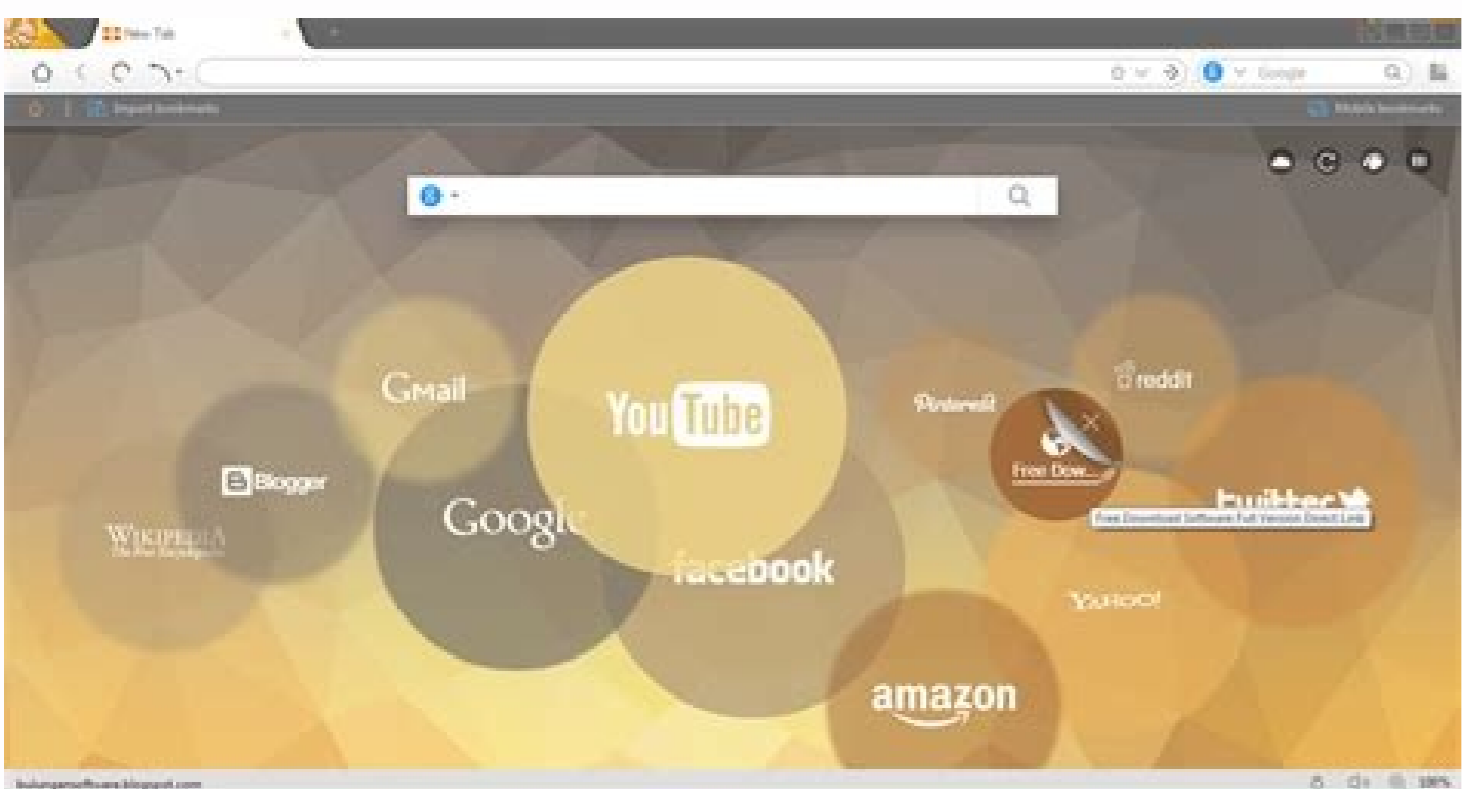 New Tab
Google
Import bookmarks
Mobile bookmarks
GMail
YouTube
Pinterest
reddit
Blogger
Free Dow...
Google
twitter
Free Download Software Full Version Direct Link
WIKIPEDIA
The Free Encyclopedia
facebook
YAHOO!
amazon
100%